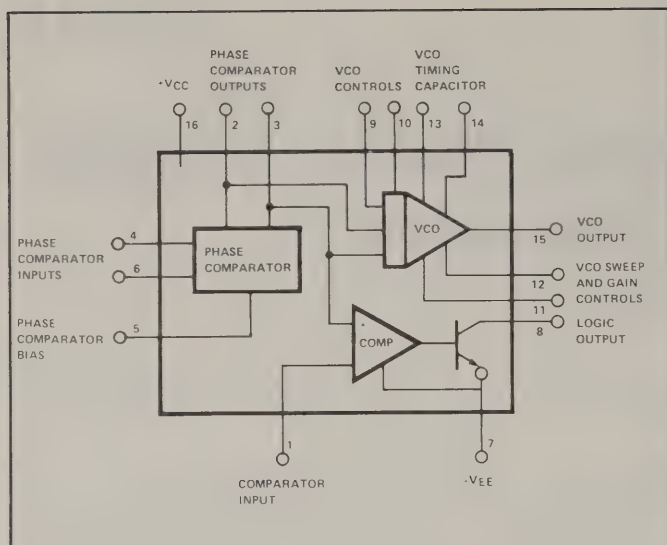 PHASE
COMPARATOR
OUTPUTS
+VCC
VCO
CONTROLS
VCO
TIMING
CAPACITOR
16
2
3
9
10
13
14
4
PHASE
COMPARATOR
INPUTS
6
PHASE
COMPARATOR
VCO
15
VCO
OUTPUT
12
VCO SWEEP
AND GAIN
CONTROLS
11
8
LOGIC
OUTPUT
5
PHASE
COMPARATOR
BIAS
+
COMP
1
7
COMPARATOR
INPUT
-VEE